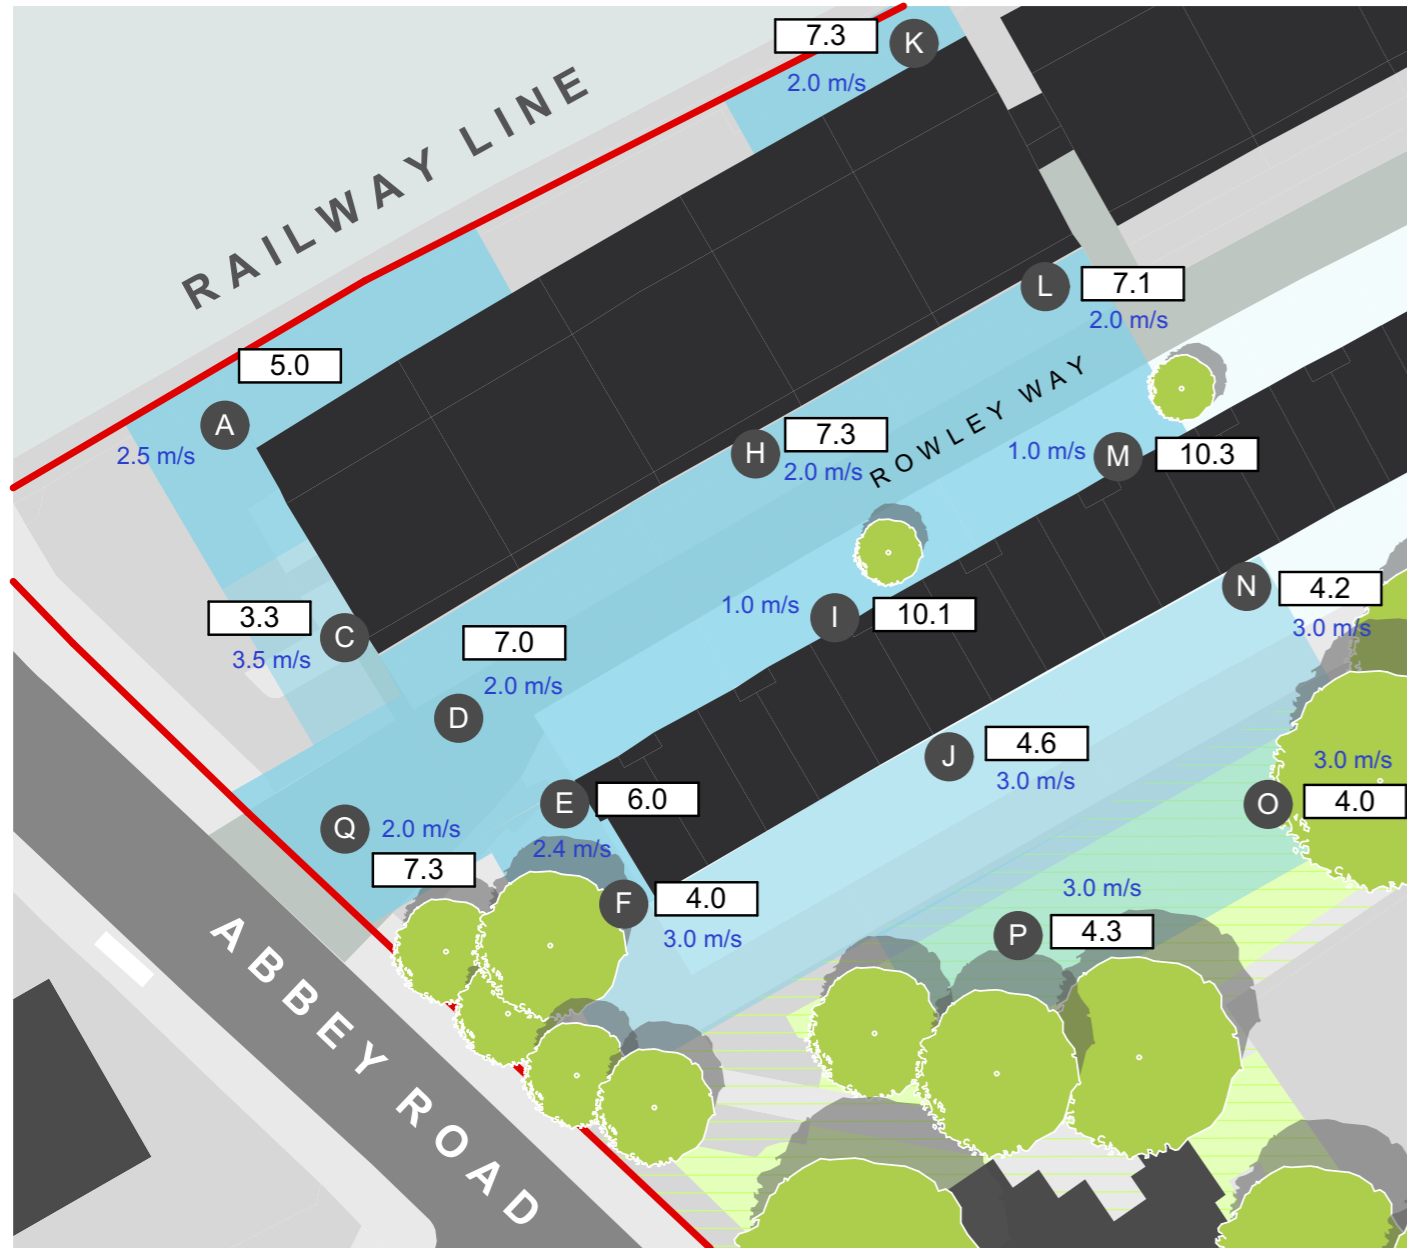 7.3
K
2.0 m/s
RAILWAY LINE
L
7.1
2.0 m/s
5.0
A
2.5 m/s
H
7.3
2.0 m/s
ROWLEY WAY
1.0 m/s
M
10.3
3.3
C
3.5 m/s
7.0
2.0 m/s
D
1.0 m/s
I
10.1
N
4.2
3.0 m/s
J
4.6
3.0 m/s
3.0 m/s
O
4.0
E
6.0
2.4 m/s
Q
2.0 m/s
7.3
F
4.0
3.0 m/s
3.0 m/s
P
4.3
ABBEY ROAD